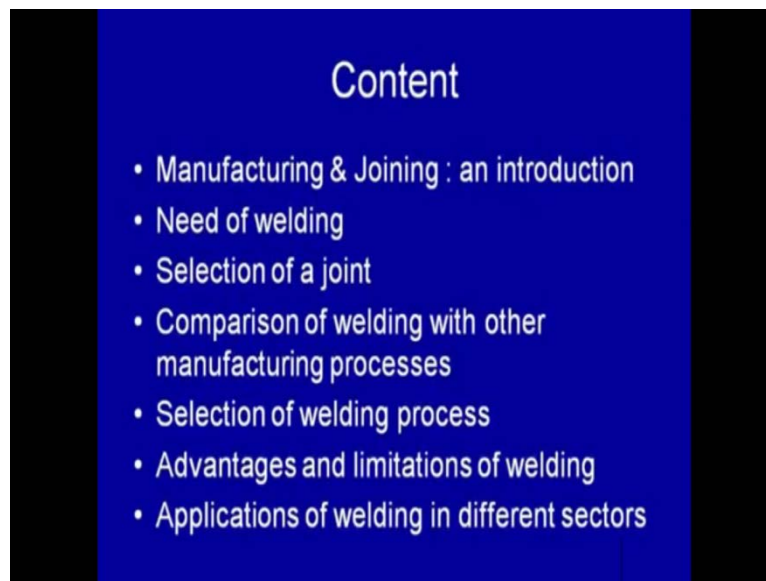 Content
• Manufacturing & Joining : an introduction
• Need of welding
• Selection of a joint
• Comparison of welding with other
manufacturing processes
• Selection of welding process
• Advantages and limitations of welding
• Applications of welding in different sectors